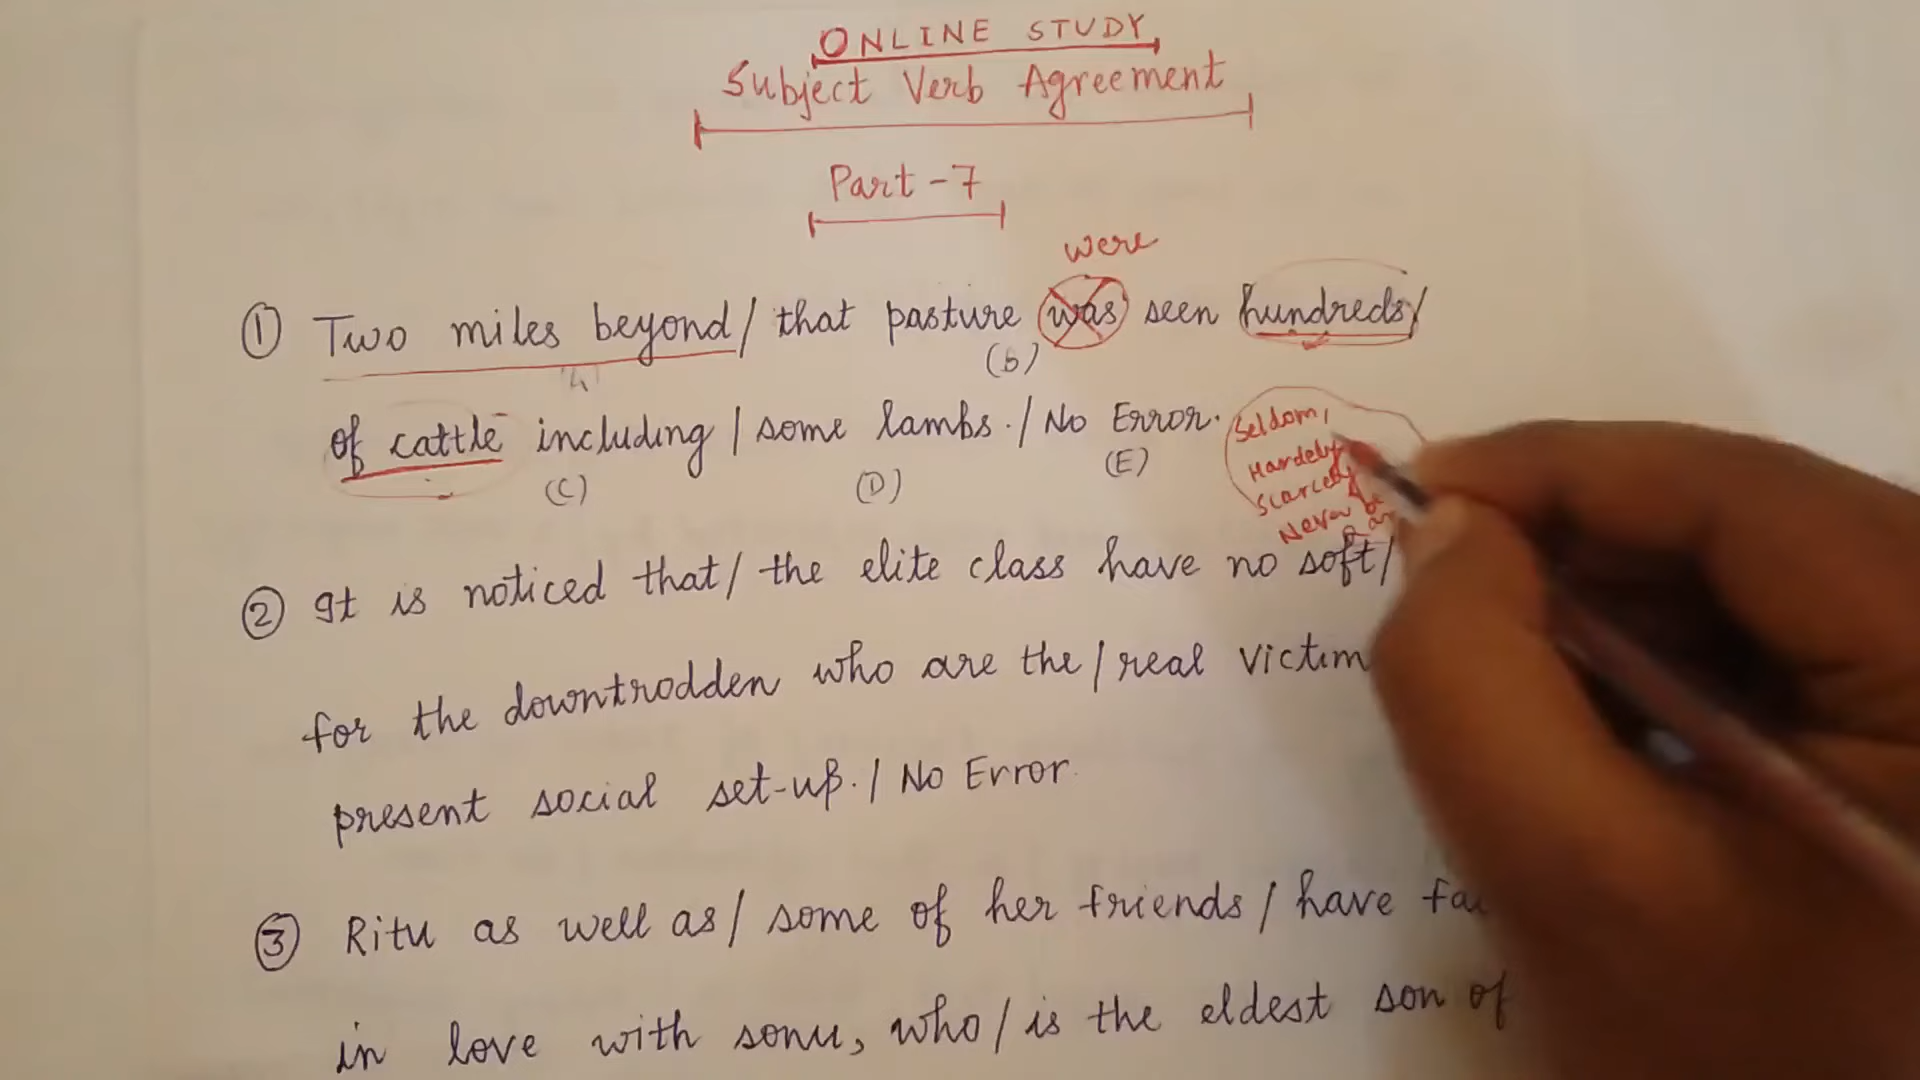 ONLINE STUDY
Subject Verb Agreement
Part-7
were
① Two miles beyond/ that pasture was seen hundreds/
(B)
of cattle including / some lambs. / No Error.
(C) (D) (E)
Seldom,
Hardely
Scarcely
Never
② It is noticed that/ the elite class have no soft/
for the downtrodden who are the / real victim
present social set-up. / No Error
③ Ritu as well as / some of her friends / have
in love with sonu, who / is the eldest son of